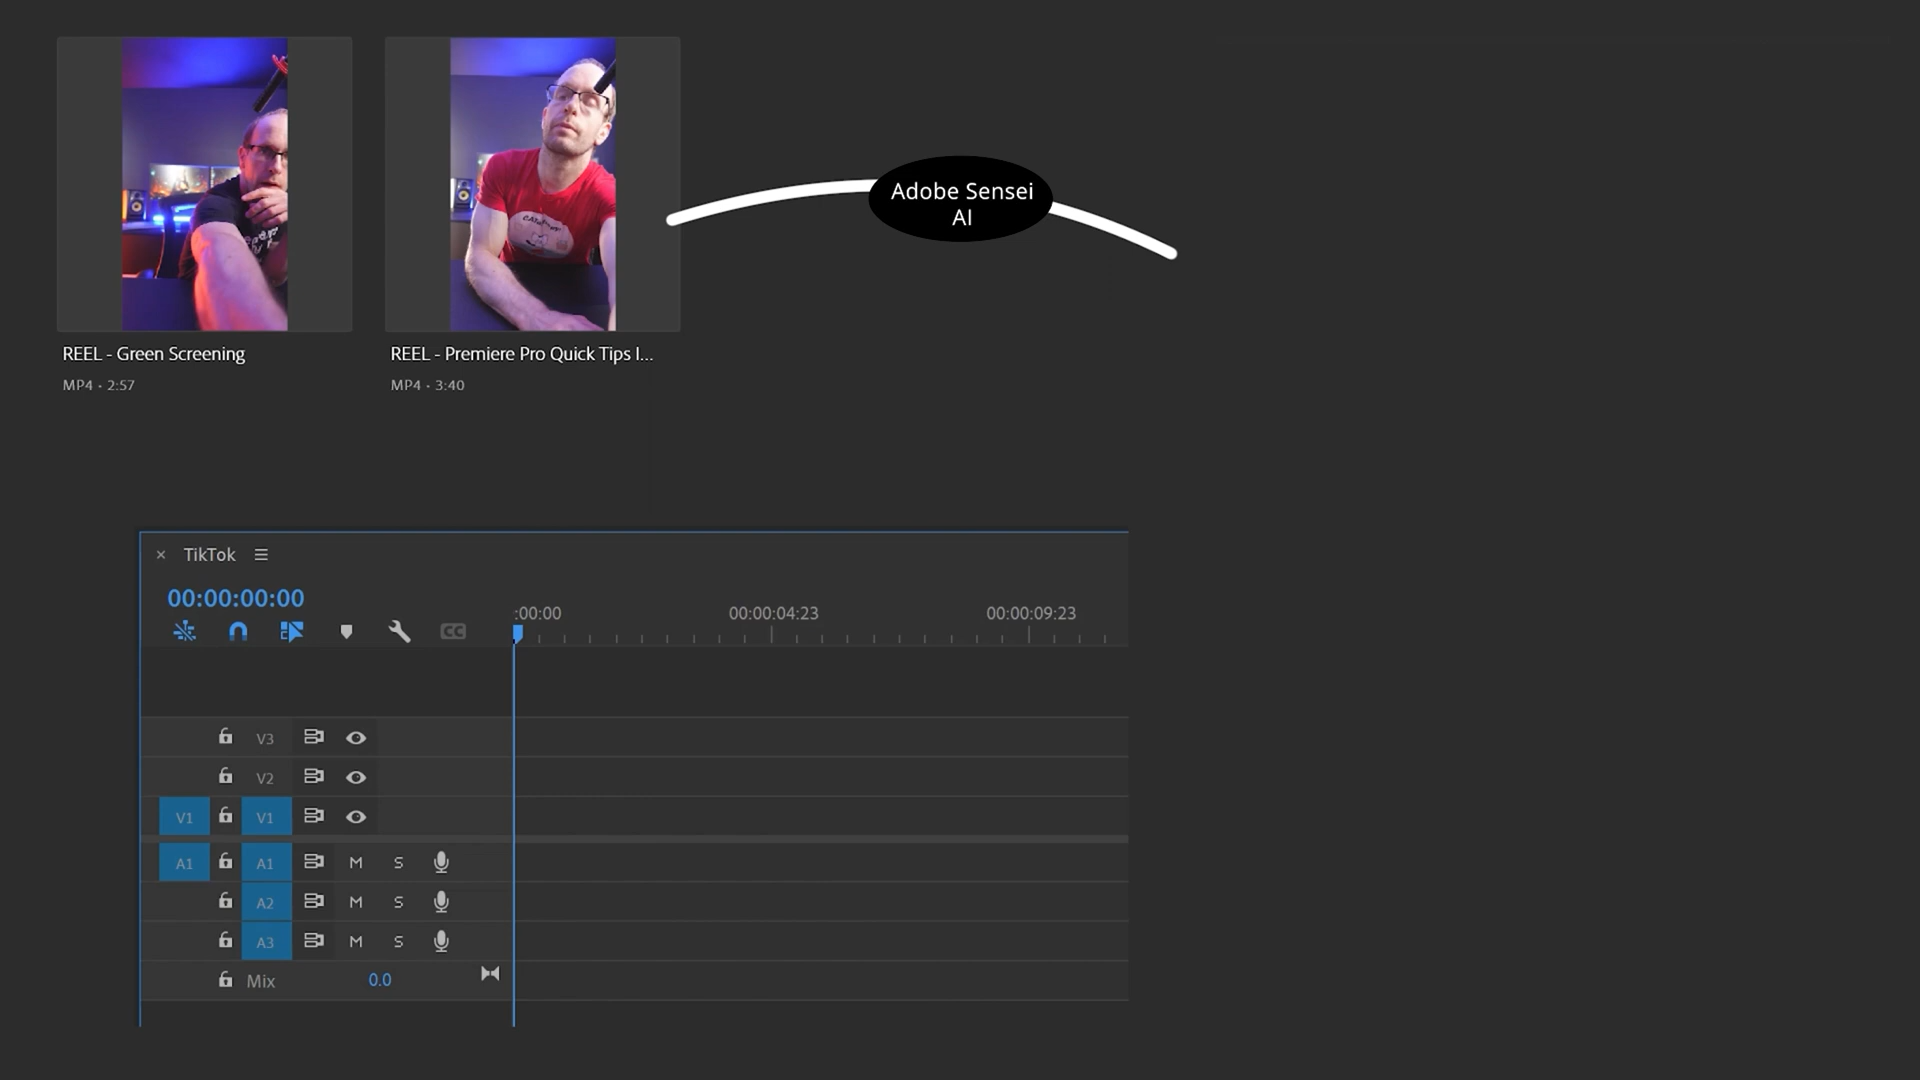 Adobe Sensei
AI
REEL - Green Screening
MP4 • 2:57
REEL - Premiere Pro Quick Tips I...
MP4 • 3:40
× TikTok
00:00:00:00
CC
:00:00
00:00:04:23
00:00:09:23
V3
V2
V1 V1
A1 A1 M S
A2 M S
A3 M S
Mix 0.0